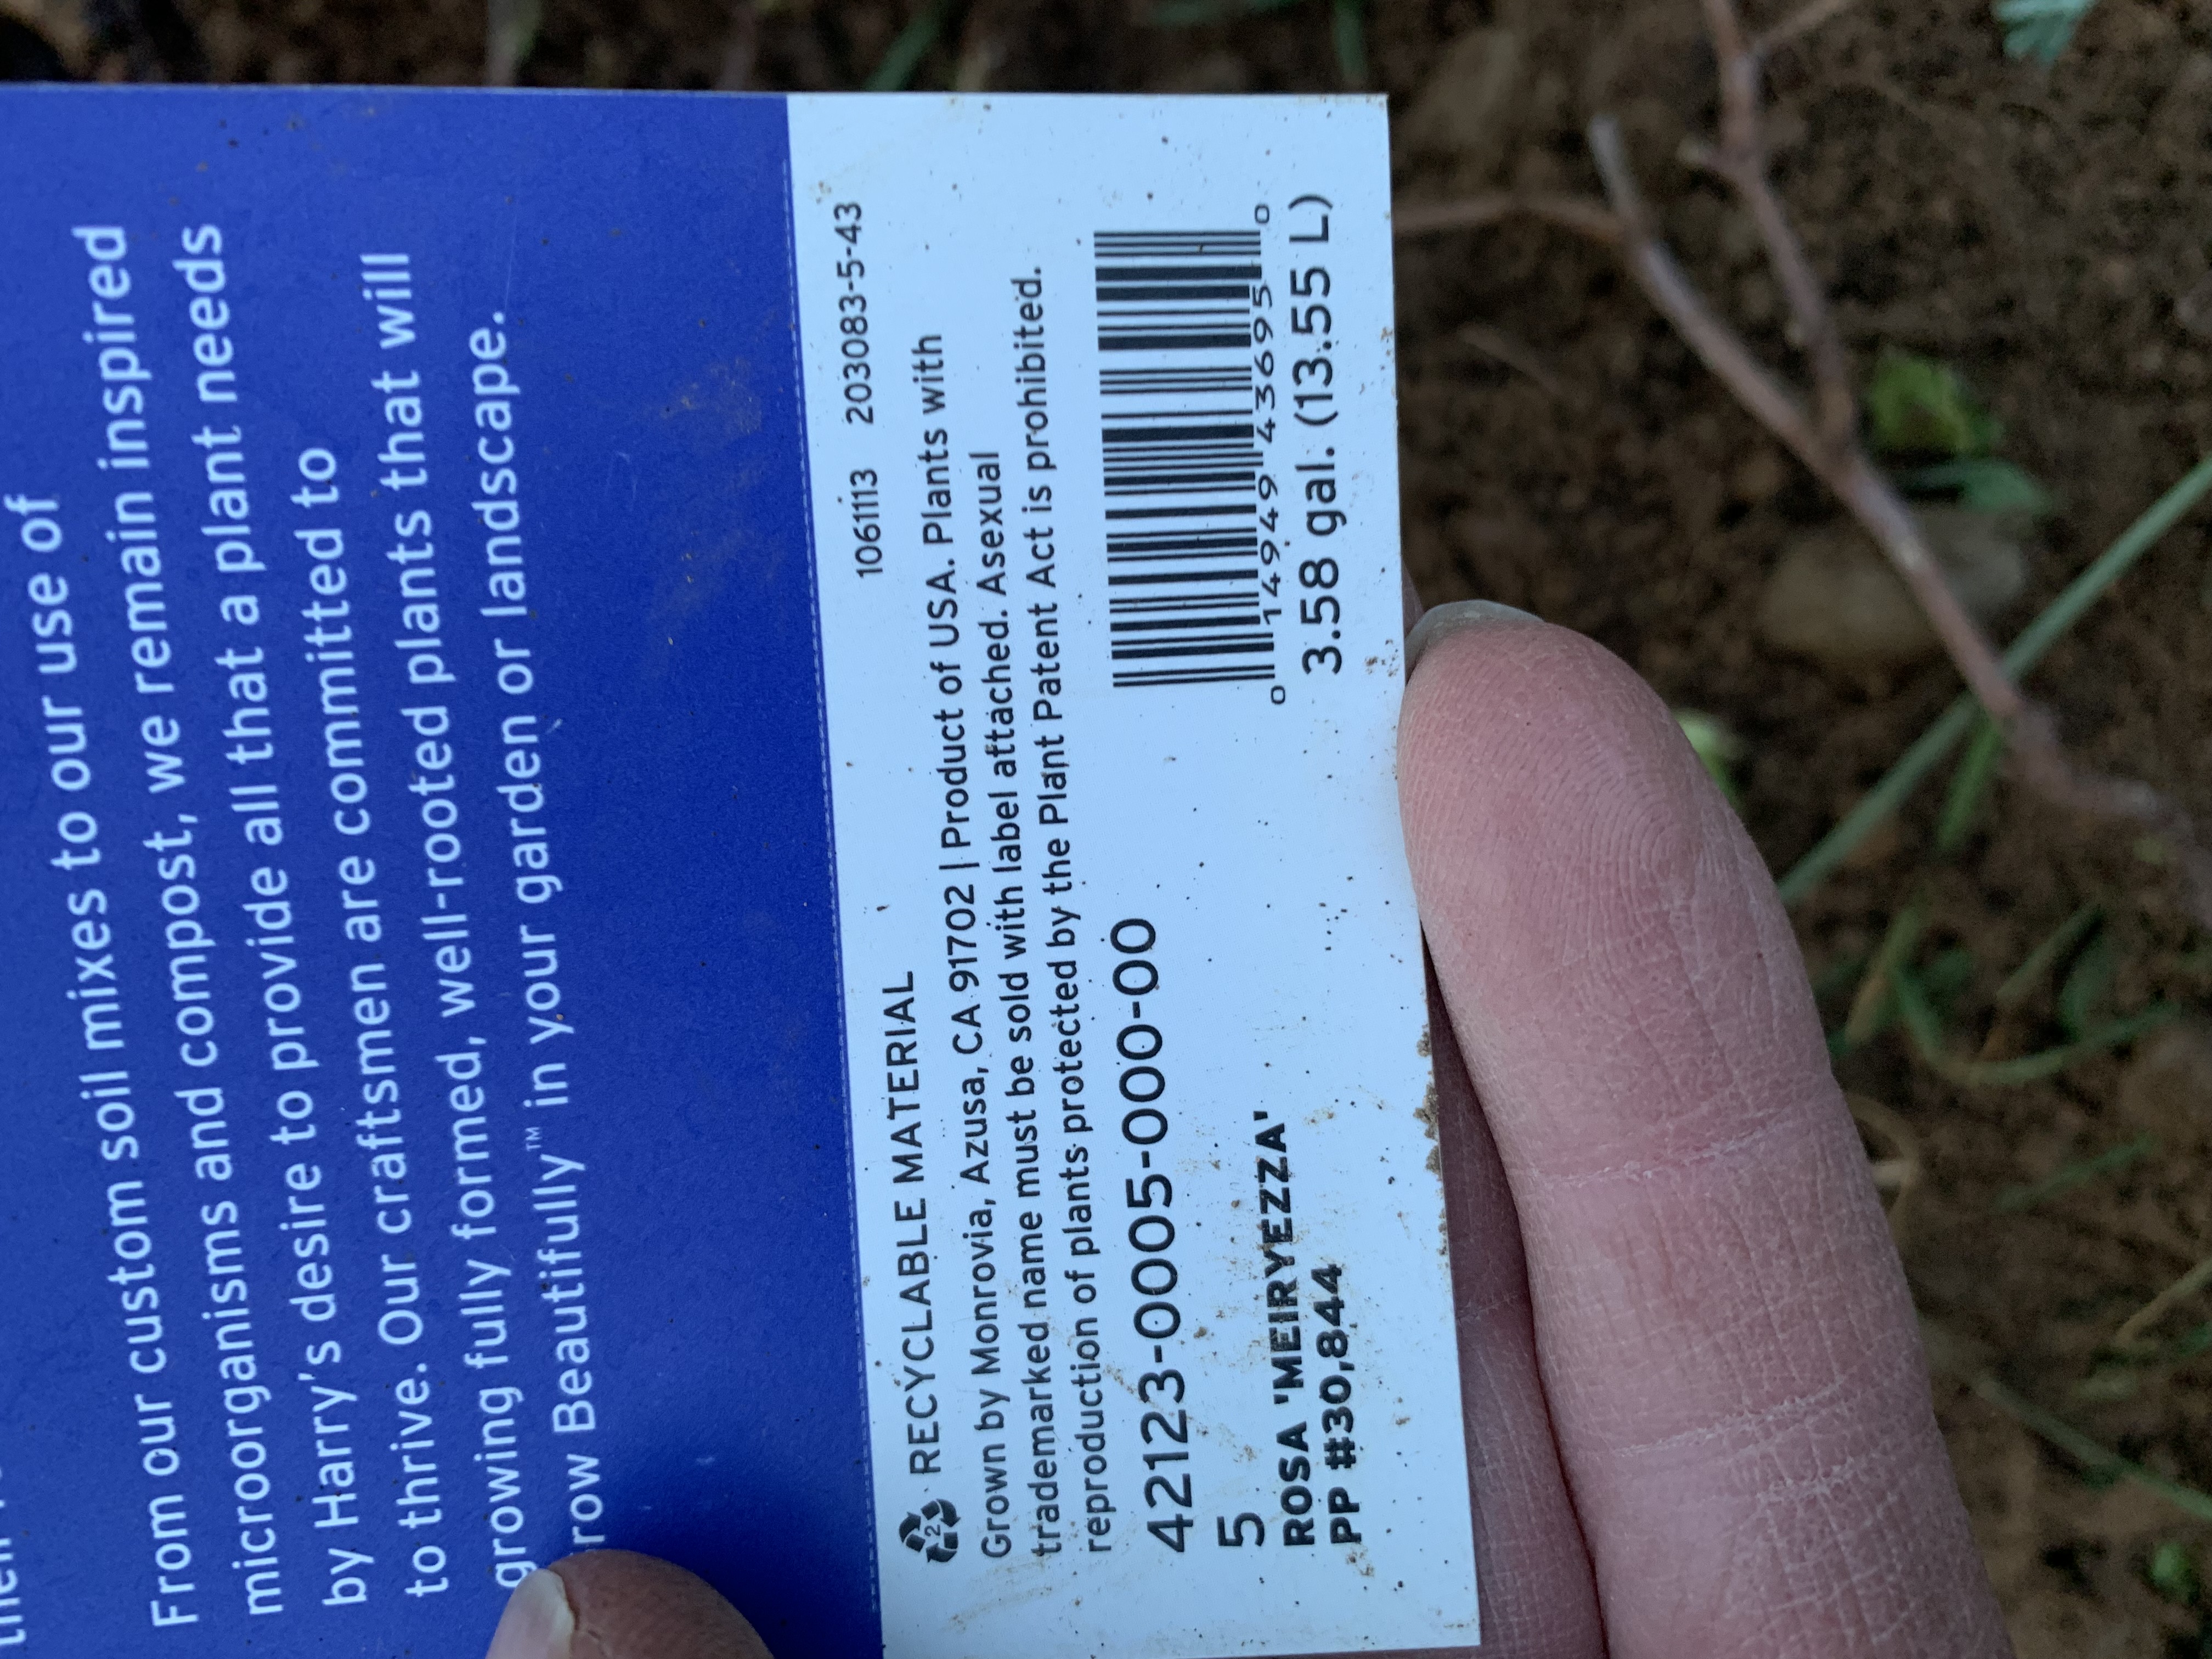 our use of
From our custom soil mixes to
microorganisms and compost, we remain inspired
by Harry's desire to provide all that a plant needs
to thrive. Our craftsmen are committed to
growing fully formed, well-rooted plants that will
row Beautifully™ in your garden or landscape.
1061113 203083-5-43
2 RECYCLABLE MATERIAL
Grown by Monrovia, Azusa, CA 91702 | Product of USA. Plants with
trademarked name must be sold with label attached. Asexual
reproduction of plants protected by the Plant Patent Act is prohibited.
42123-0005-000-00
5
ROSA 'MEIRYEZZA'
PP #30,844
0 14949 43695 0
3.58 gal. (13.55 L)